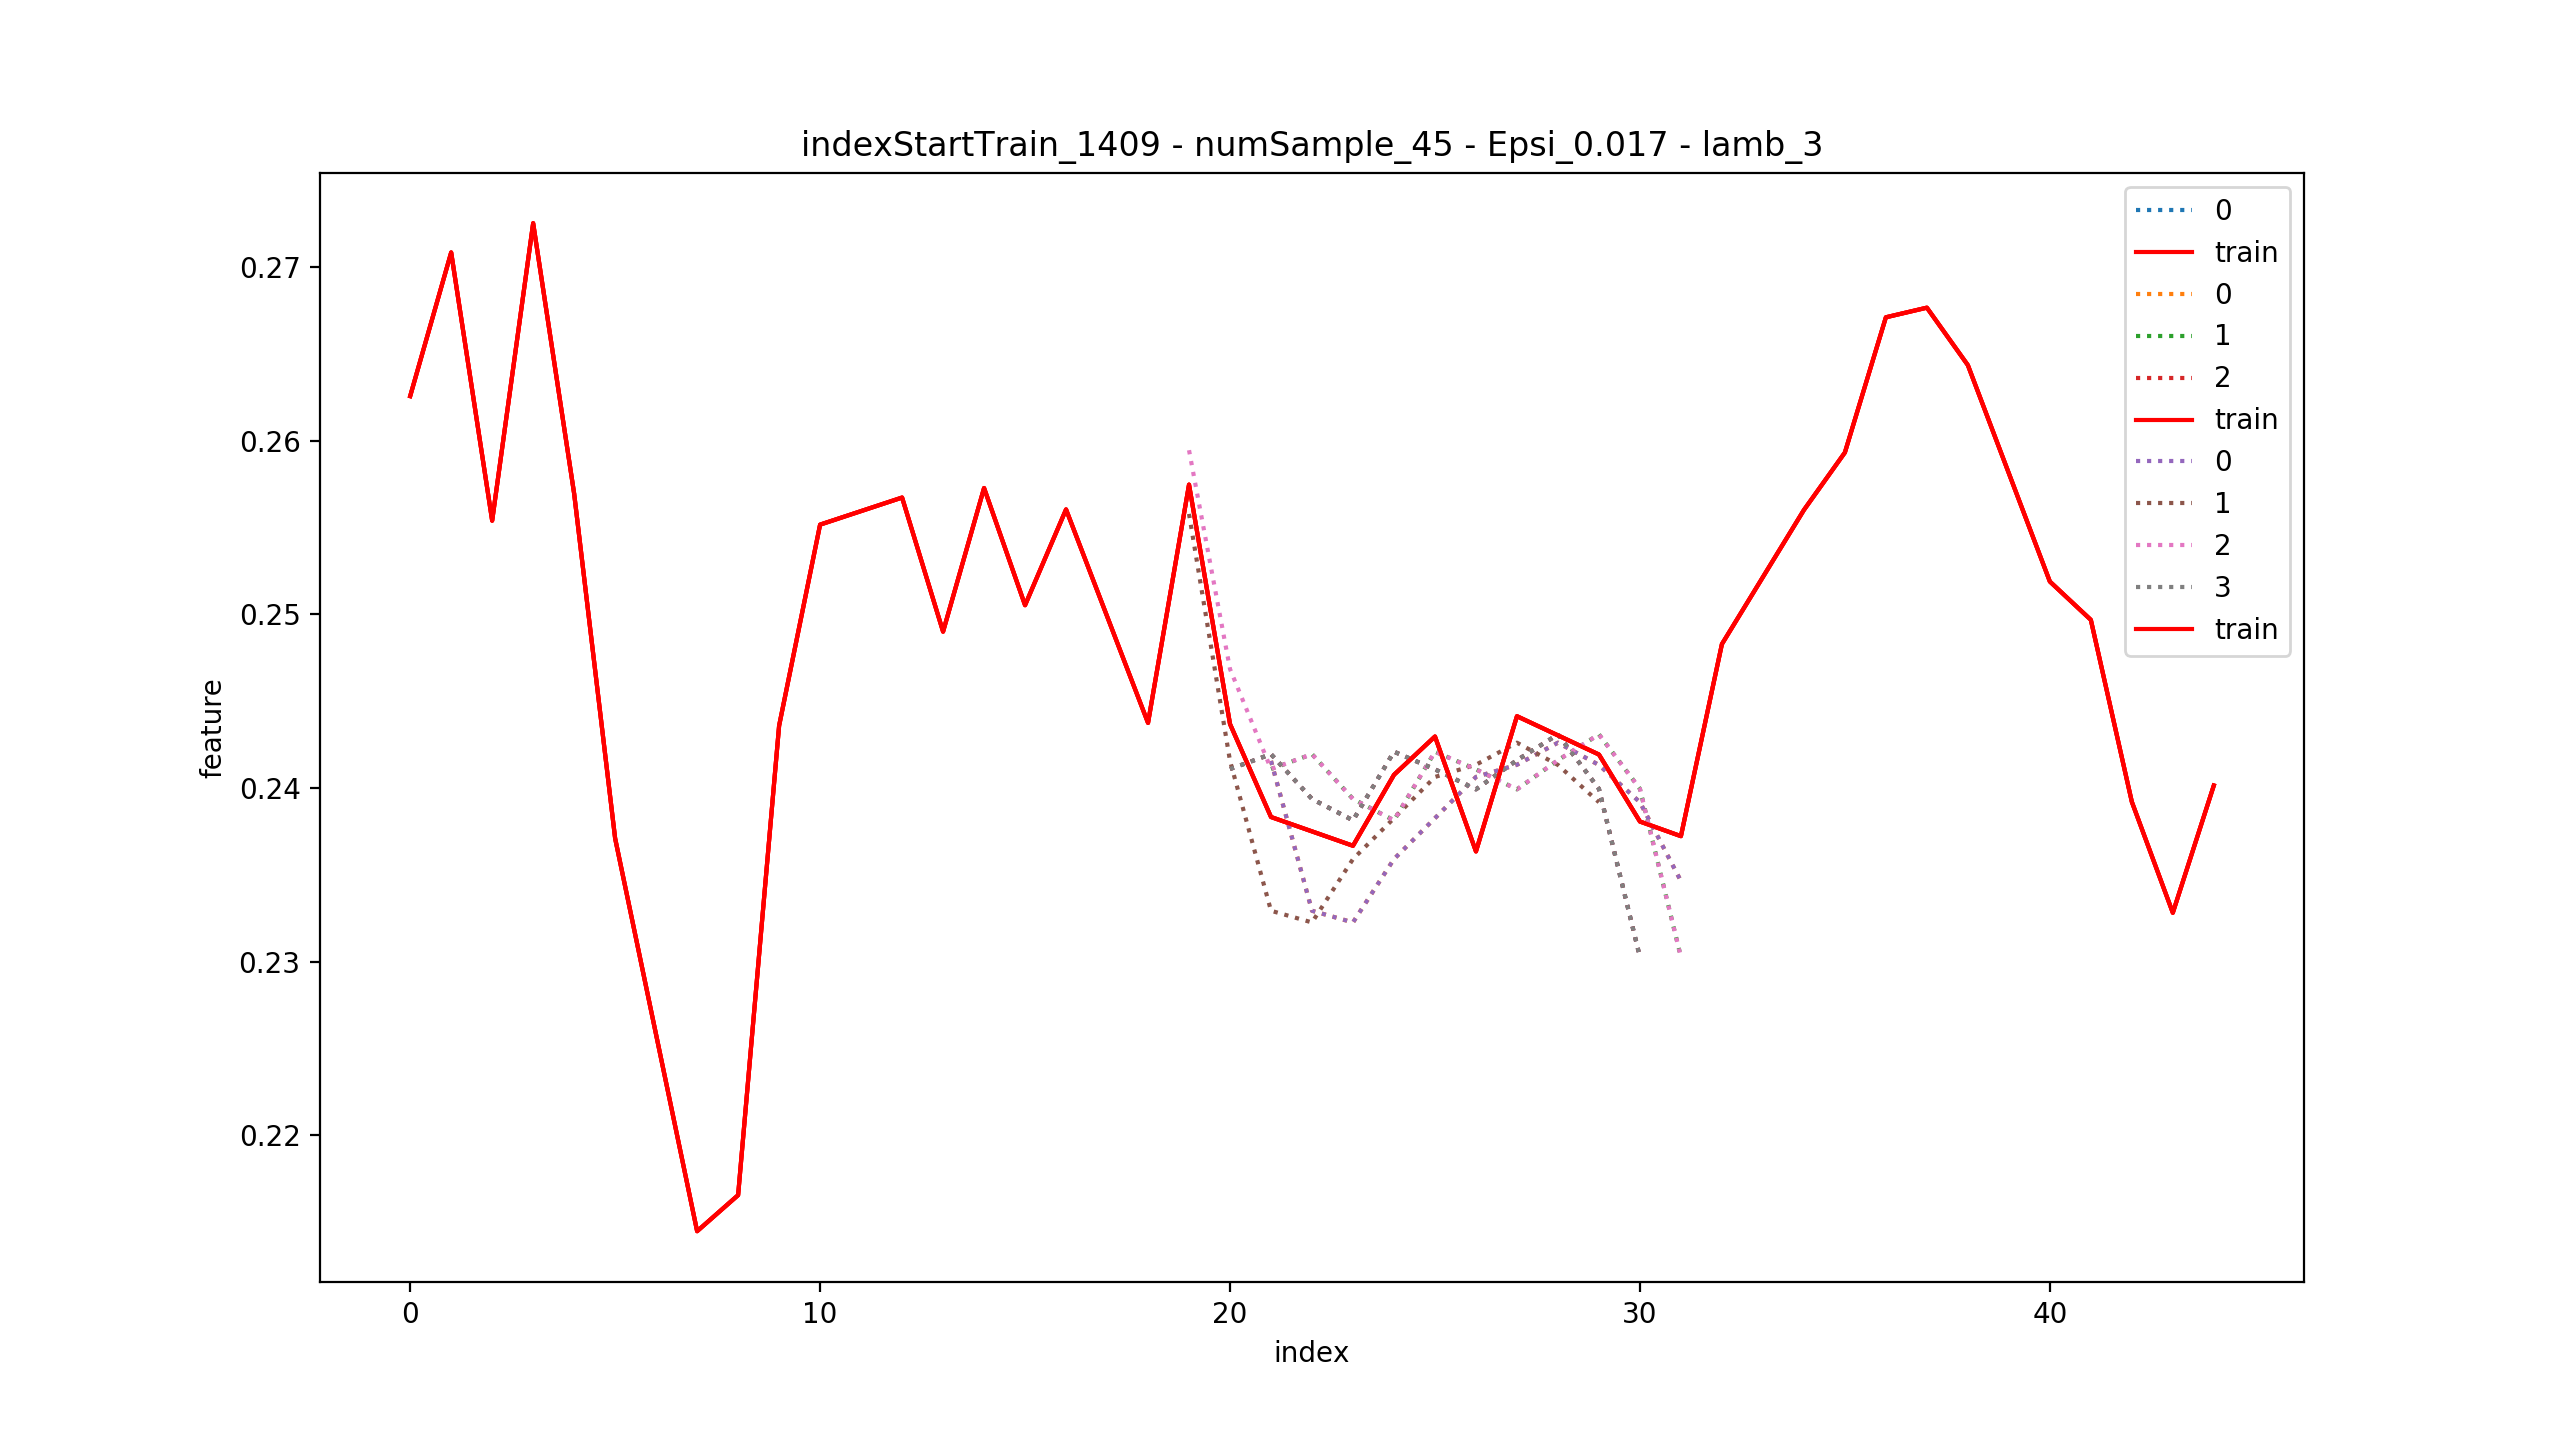 indexStartTrain_1409 - numSample_45 - Epsi_0.017 - lamb_3
0
train
0
1
2
train
0
1
2
3
train
0.27
0.26
0.25
0.24
0.23
0.22
feature
0 10 20 30 40
index